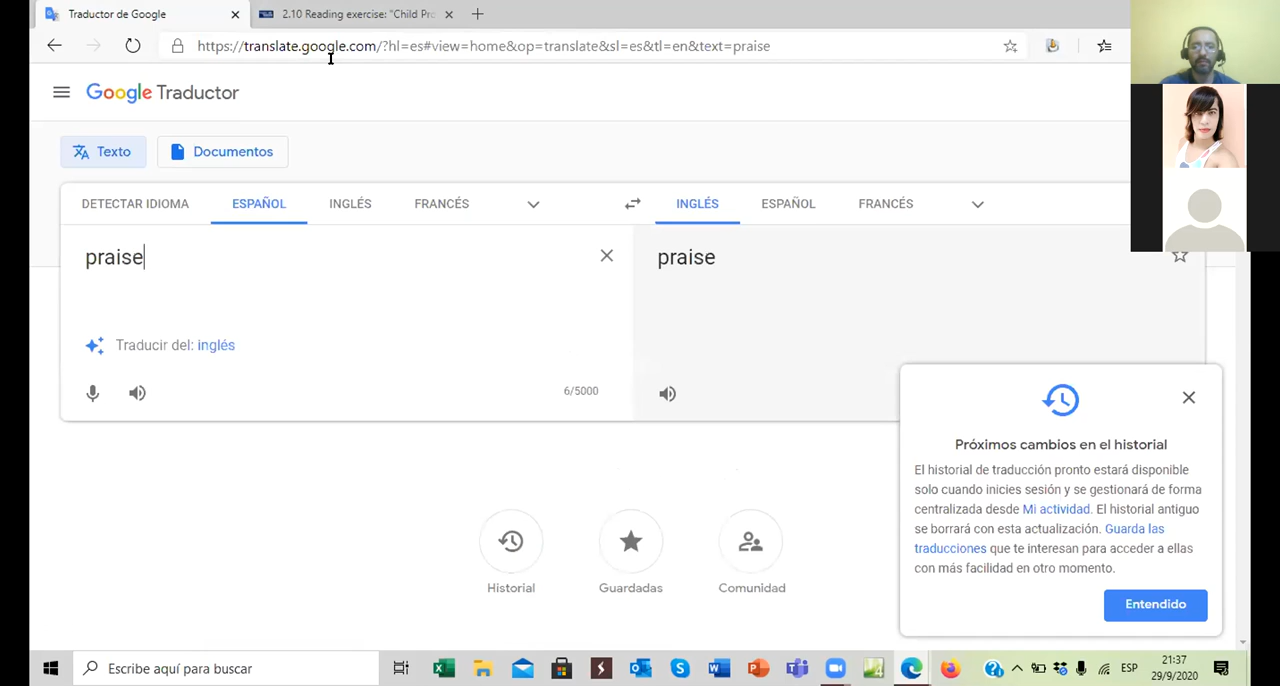 Traductor de Google
2.10 Reading exercise: "Child Pro
https://translate.google.com/?hl=es#view=home&op=translate&sl=es&tl=en&text=praise
Google Traductor
Texto
Documentos
DETECTAR IDIOMA
ESPAÑOL
INGLÉS
FRANCÉS
INGLÉS
ESPAÑOL
FRANCÉS
praise
praise
Traducir del: inglés
6/5000
Próximos cambios en el historial
El historial de traducción pronto estará disponible
solo cuando inicies sesión y se gestionará de forma
centralizada desde Mi actividad. El historial antiguo
se borrará con esta actualización. Guarda las
traducciones que te interesan para acceder a ellas
con más facilidad en otro momento.
Entendido
Historial
Guardadas
Comunidad
Escribe aquí para buscar
ESP
21:37
29/9/2020